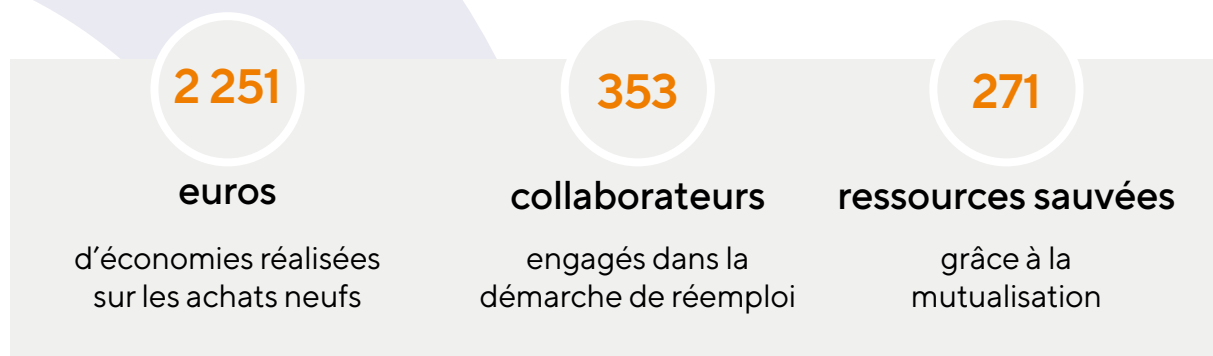 2 251
euros
d’économies réalisées
sur les achats neufs
353
collaborateurs
engagés dans la
démarche de réemploi
271
ressources sauvées
grâce à la
mutualisation